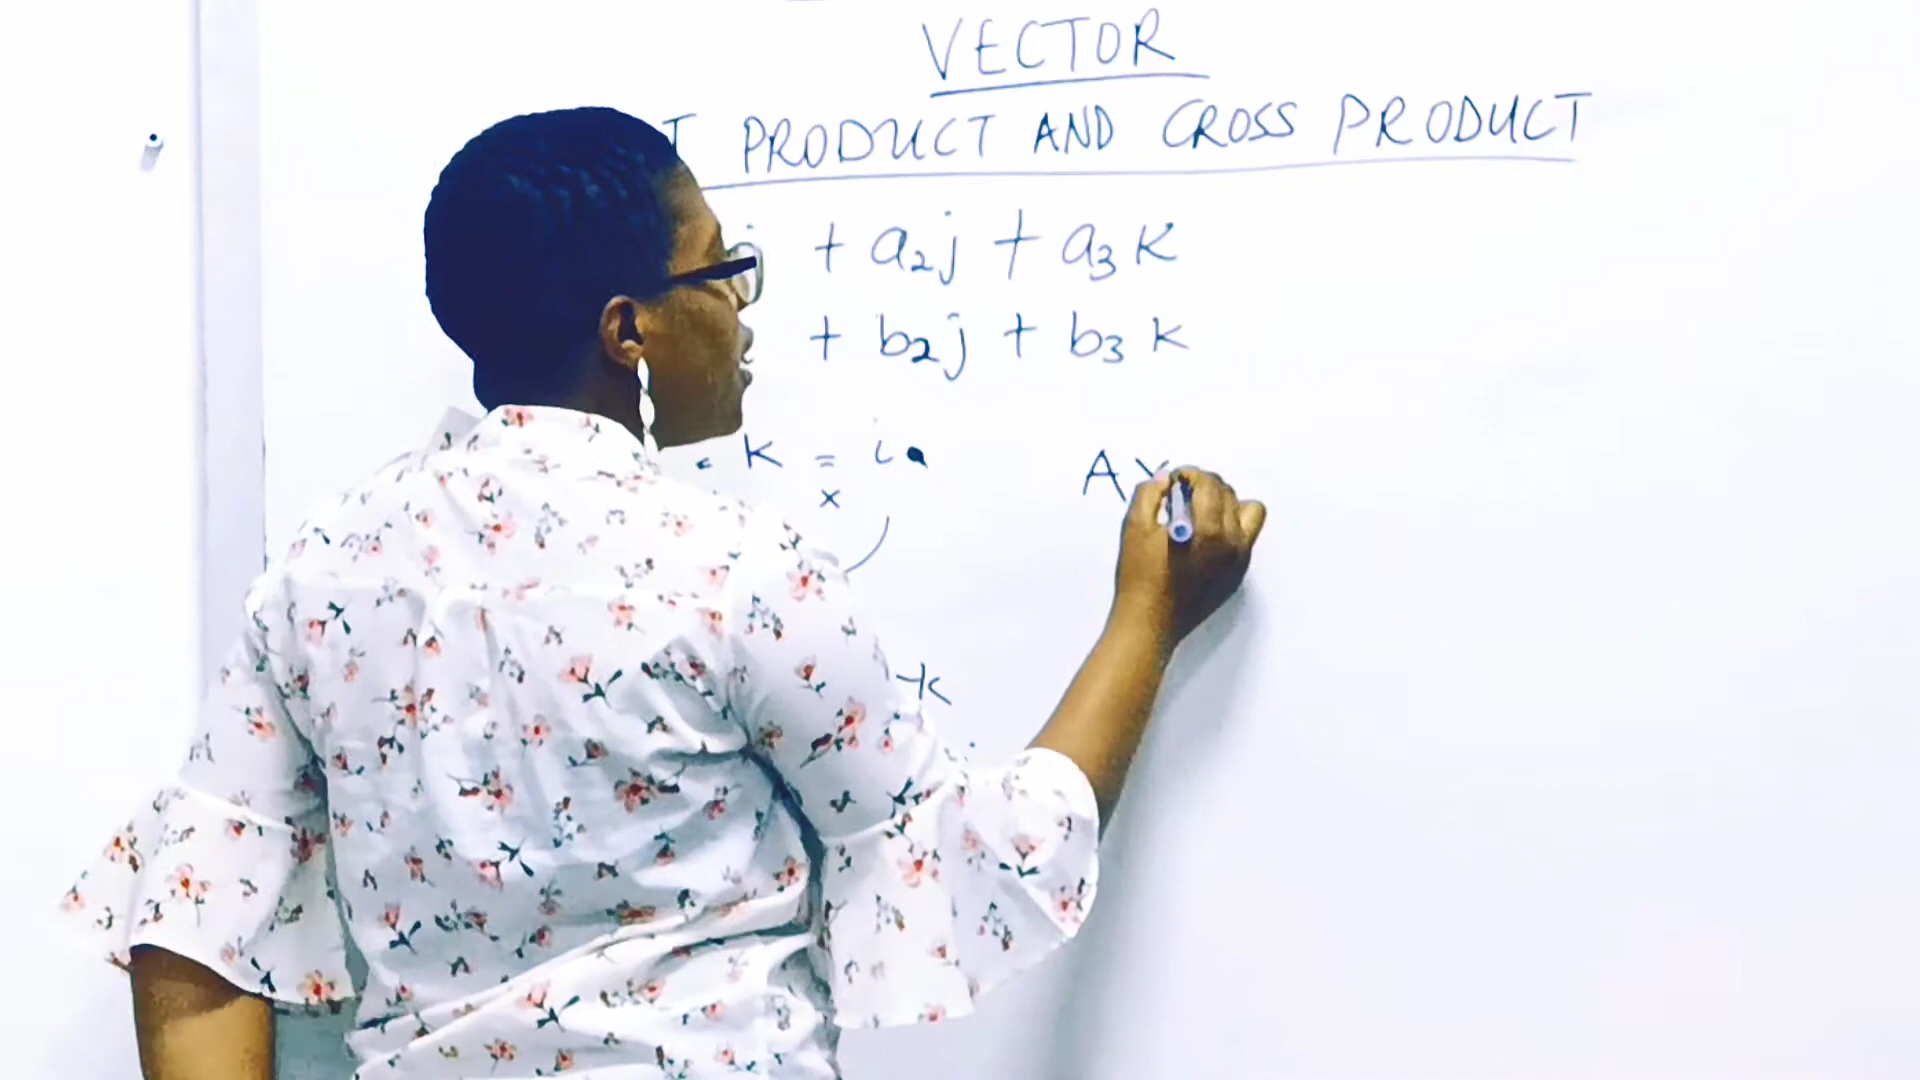 VECTOR
PRODUCT AND CROSS PRODUCT
+ a₂j + a₃k
+ b₂j + b₃k
k = i
x
A x
k